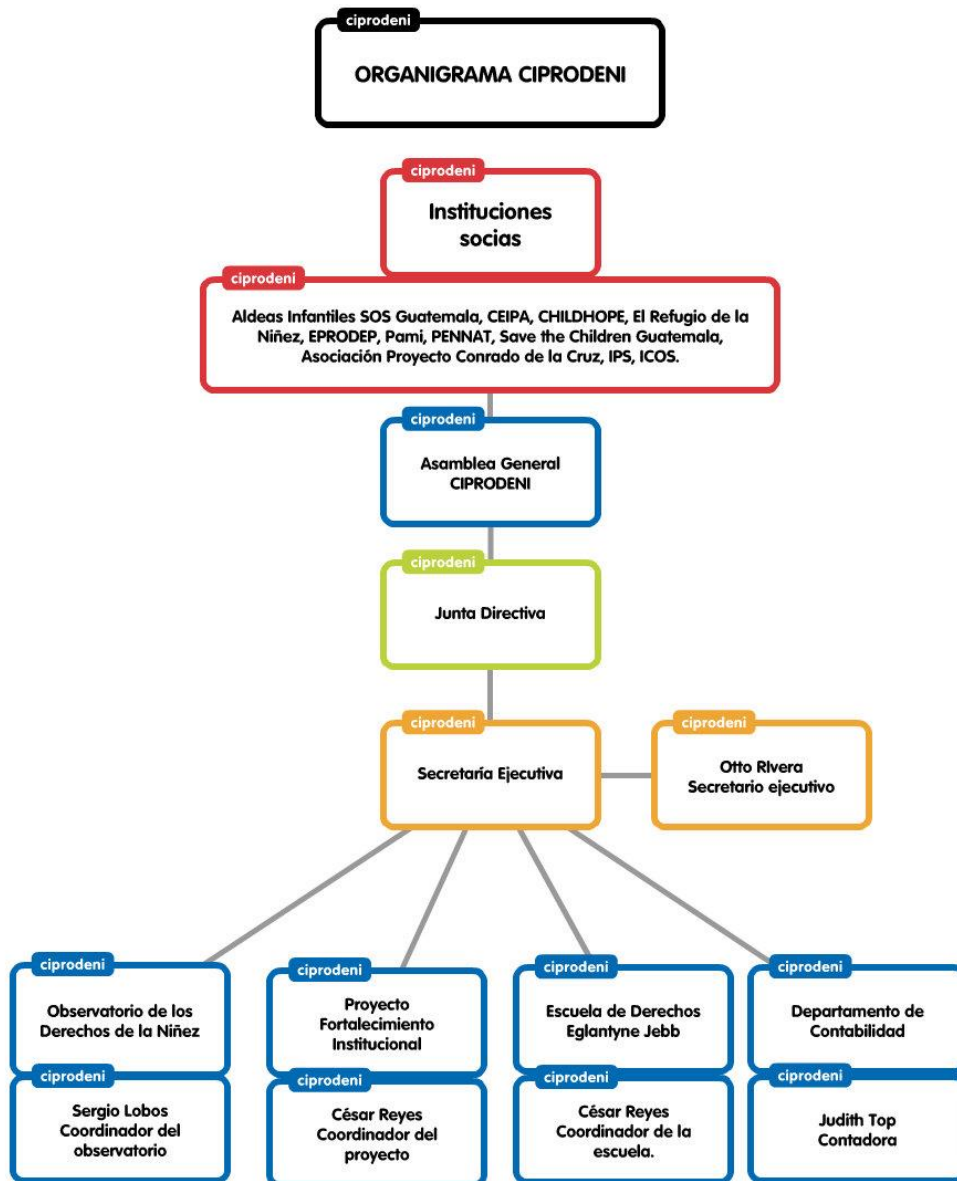 ciprodeni
ORGANIGRAMA CIPRODENI
ciprodeni
Instituciones
socias
ciprodeni
Aldeas Infantiles SOS Guatemala, CEIPA, CHILDHOPE, El Refugio de la
Niñez, EPRODEP, Pami, PENNAT, Save the Children Guatemala,
Asociación Proyecto Conrado de la Cruz, IPS, ICOS.
ciprodeni
Asamblea General
CIPRODENI
ciprodeni
Junta Directiva
ciprodeni
Secretaría Ejecutiva
ciprodeni
Otto RIvera
Secretario ejecutivo
ciprodeni
Observatorio de los
Derechos de la Niñez
ciprodeni
Sergio Lobos
Coordinador del
observatorio
ciprodeni
Proyecto
Fortalecimiento
Institucional
ciprodeni
César Reyes
Coordinador del
proyecto
ciprodeni
Escuela de Derechos
Eglantyne Jebb
ciprodeni
César Reyes
Coordinador de la
escuela.
ciprodeni
Departamento de
Contabilidad
ciprodeni
Judith Top
Contadora